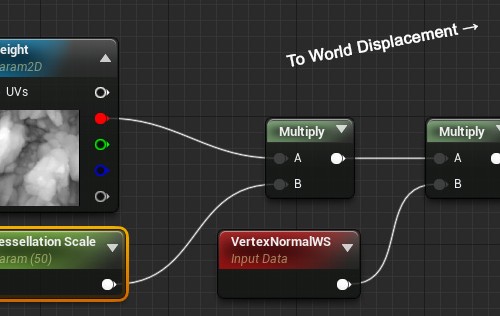 To World Displacement →
eight
aram2D
UVs
Multiply
A
B
Multiply
A
B
essellation Scale
aram (50)
VertexNormalWS
Input Data